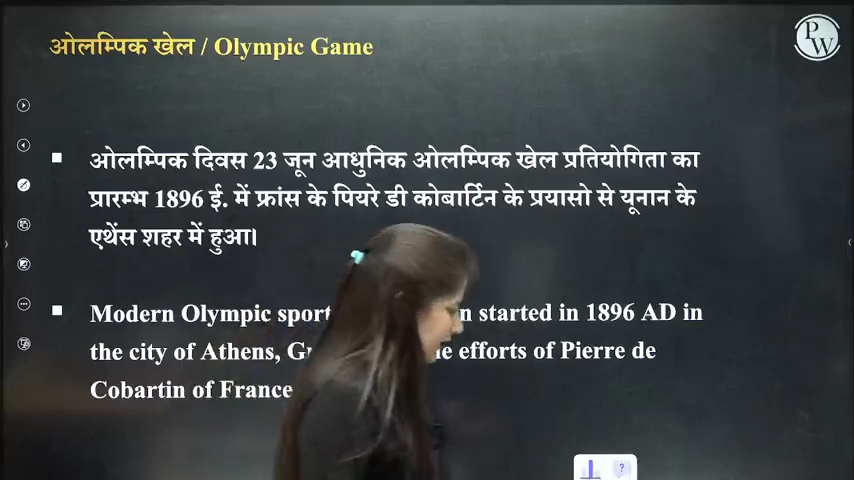 ओलम्पिक खेल / Olympic Game
PW
ओलम्पिक दिवस 23 जून आधुनिक ओलम्पिक खेल प्रतियोगिता का
प्रारम्भ 1896 ई. में फ्रांस के पियरे डी कोबार्टिन के प्रयासो से यूनान के
एथेंस शहर में हुआ।
Modern Olympic sport started in 1896 AD in
the city of Athens, efforts of Pierre de
Cobartin of France